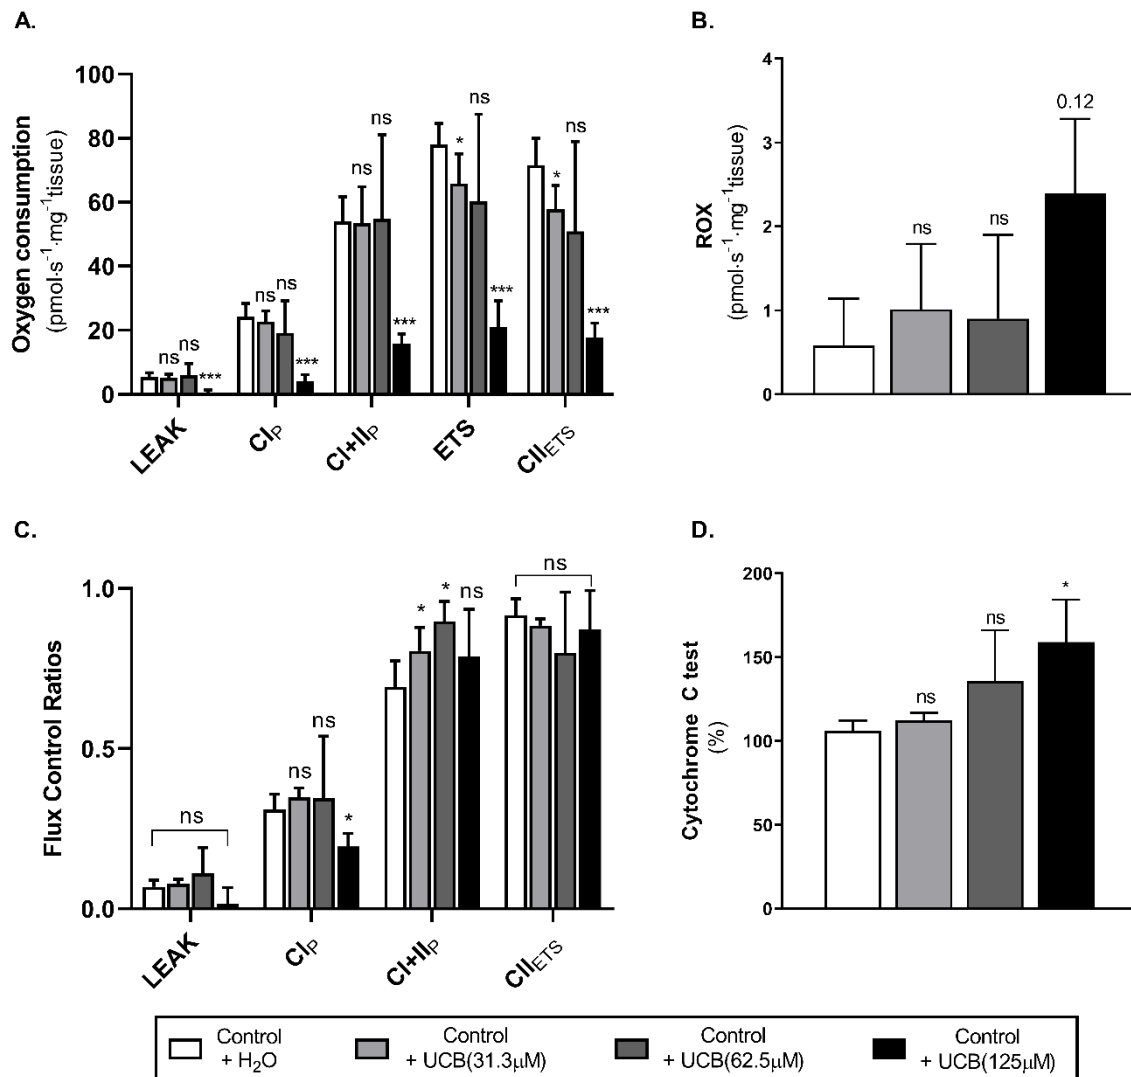 A.
Oxygen consumption
(pmol·s⁻¹·mg⁻¹tissue)
100
80
60
40
20
0
ns
ns
***
ns
ns
***
ns
ns
***
*
ns
***
*
ns
***
LEAK
CIP
CI+IIP
ETS
CIIETS
B.
ROX
(pmol·s⁻¹·mg⁻¹tissue)
4
3
2
1
0
ns
ns
0.12
C.
Flux Control Ratios
1.0
0.5
0.0
ns
ns
ns
*
*
*
ns
ns
LEAK
CIP
CI+IIP
CIIETS
D.
Cytochrome C test
(%)
200
150
100
50
0
ns
ns
*
Control
+ H₂O
Control
+ UCB(31.3μM)
Control
+ UCB(62.5μM)
Control
+ UCB(125μM)